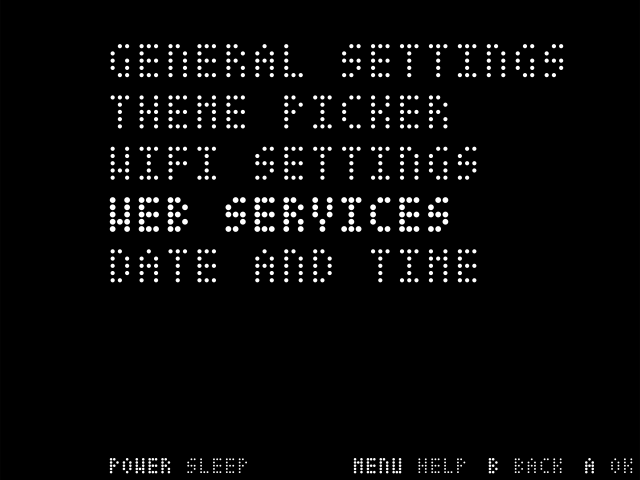 GENERAL SETTINGS
THEME PICKER
WIFI SETTINGS
WEB SERVICES
DATE AND TIME
POWER SLEEP MENU HELP B BACK A OK